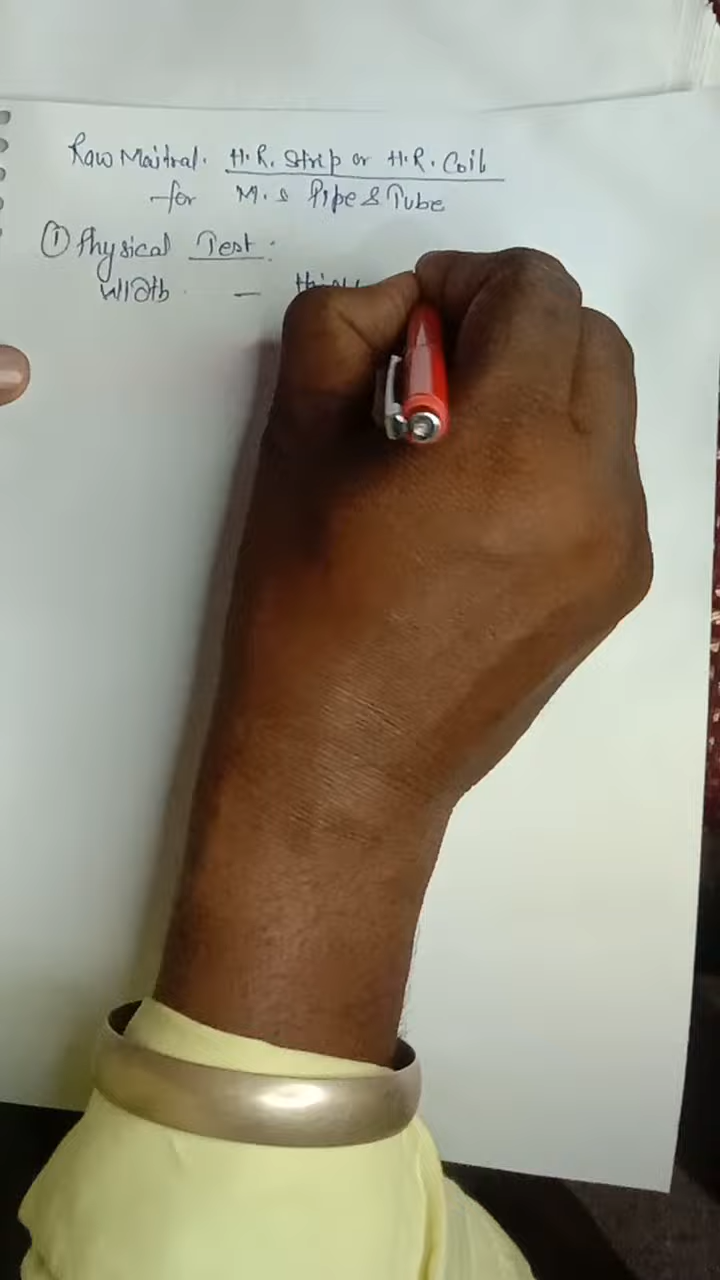 Raw Maitral. H.R. Strip or H.R. Coil
for M.s Pipe & Tube
① Physical Test:
Width —